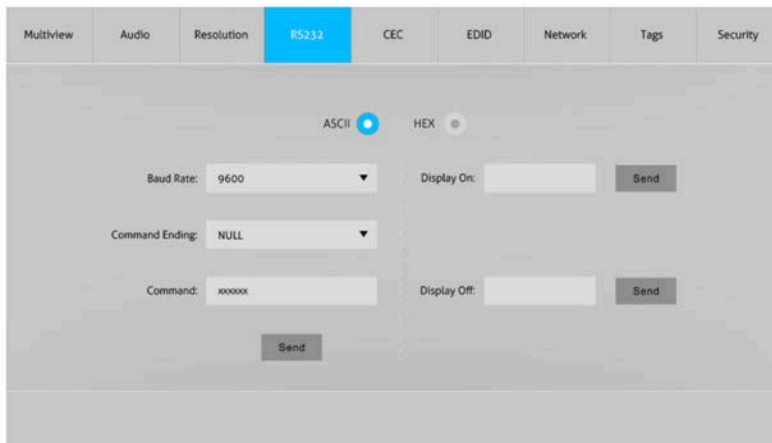 Multiview Audio Resolution RS232 CEC EDID Network Tags Security
ASCII HEX
Baud Rate: 9600 Display On: Send
Command Ending: NULL
Command: xxxxxx Display Off: Send
Send